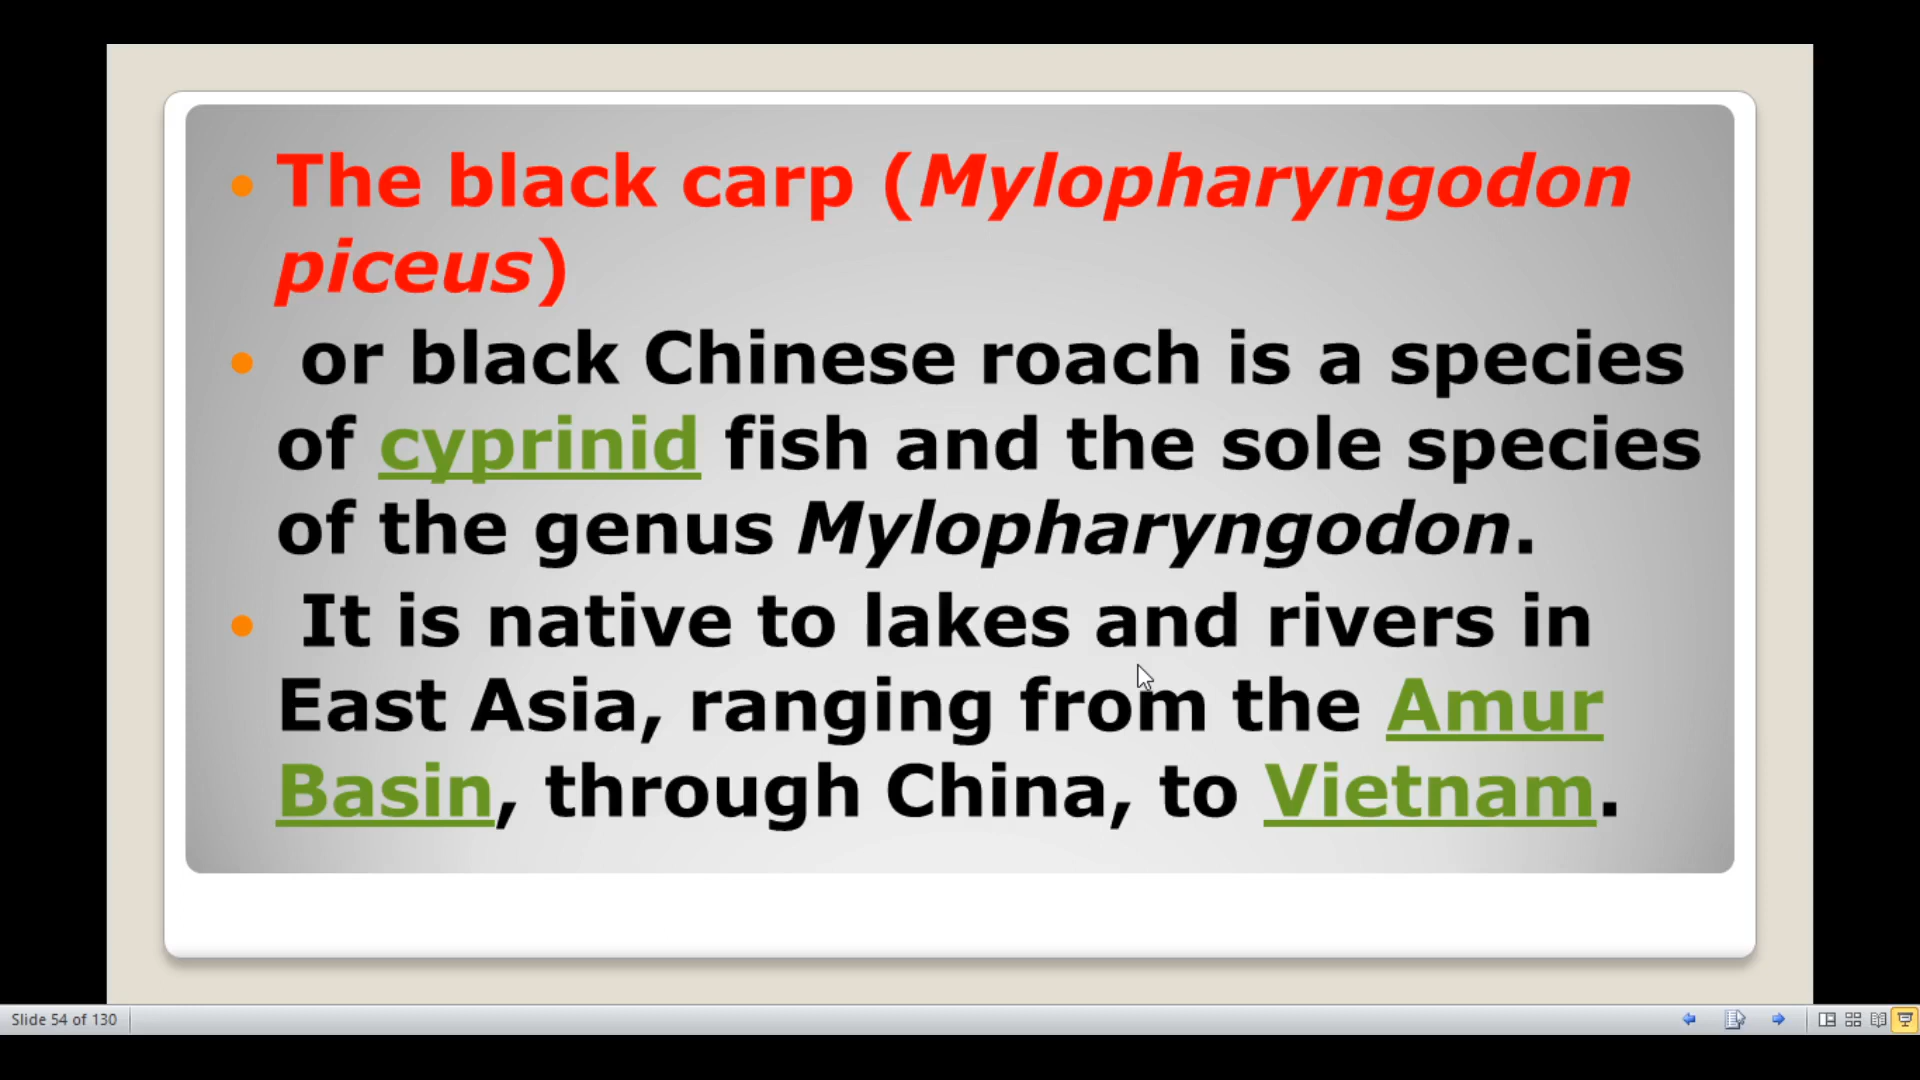 • The black carp (Mylopharyngodon
piceus)
• or black Chinese roach is a species
of cyprinid fish and the sole species
of the genus Mylopharyngodon.
• It is native to lakes and rivers in
East Asia, ranging from the Amur
Basin, through China, to Vietnam.
Slide 54 of 130